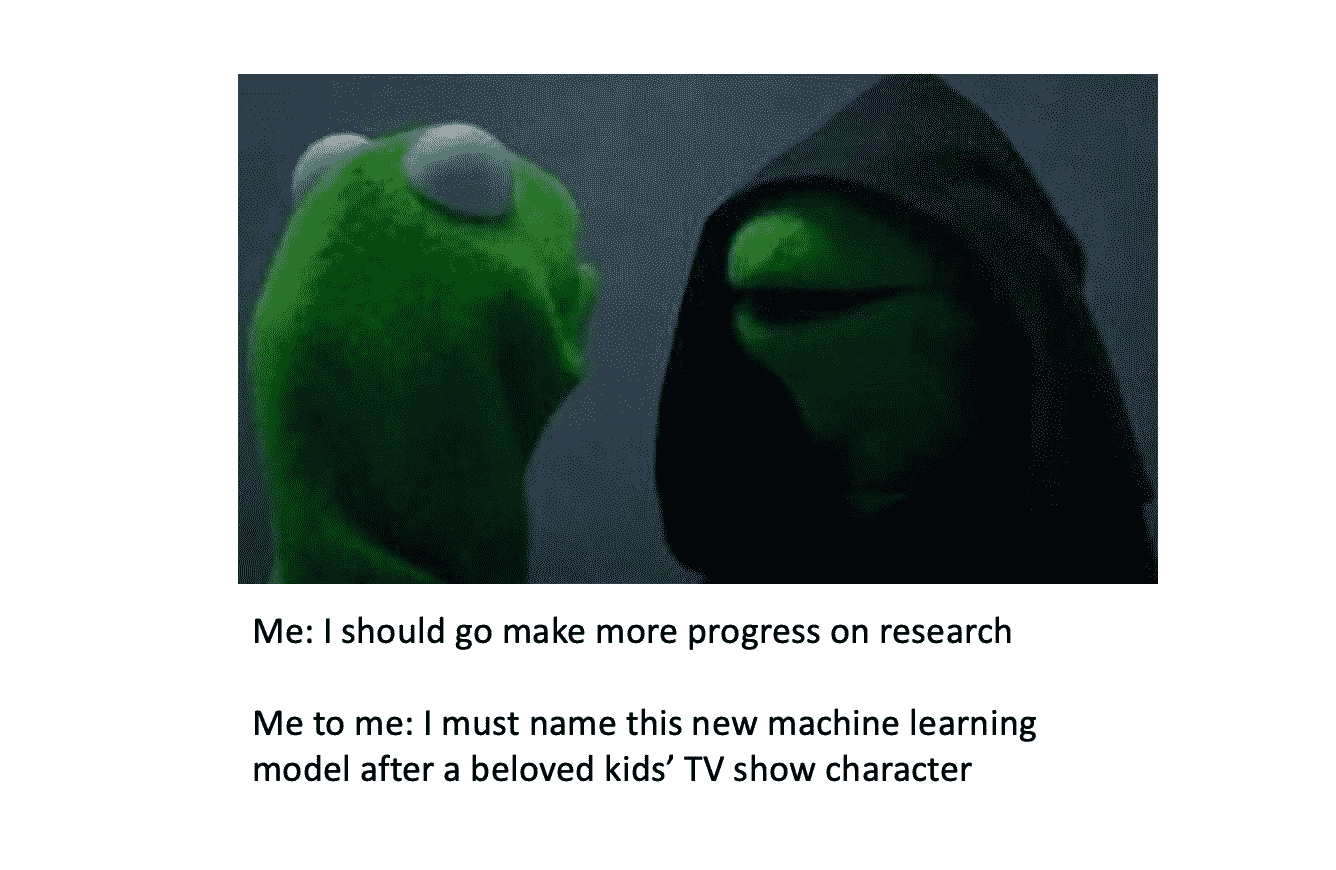 Me: I should go make more progress on research
Me to me: I must name this new machine learning
model after a beloved kids’ TV show character